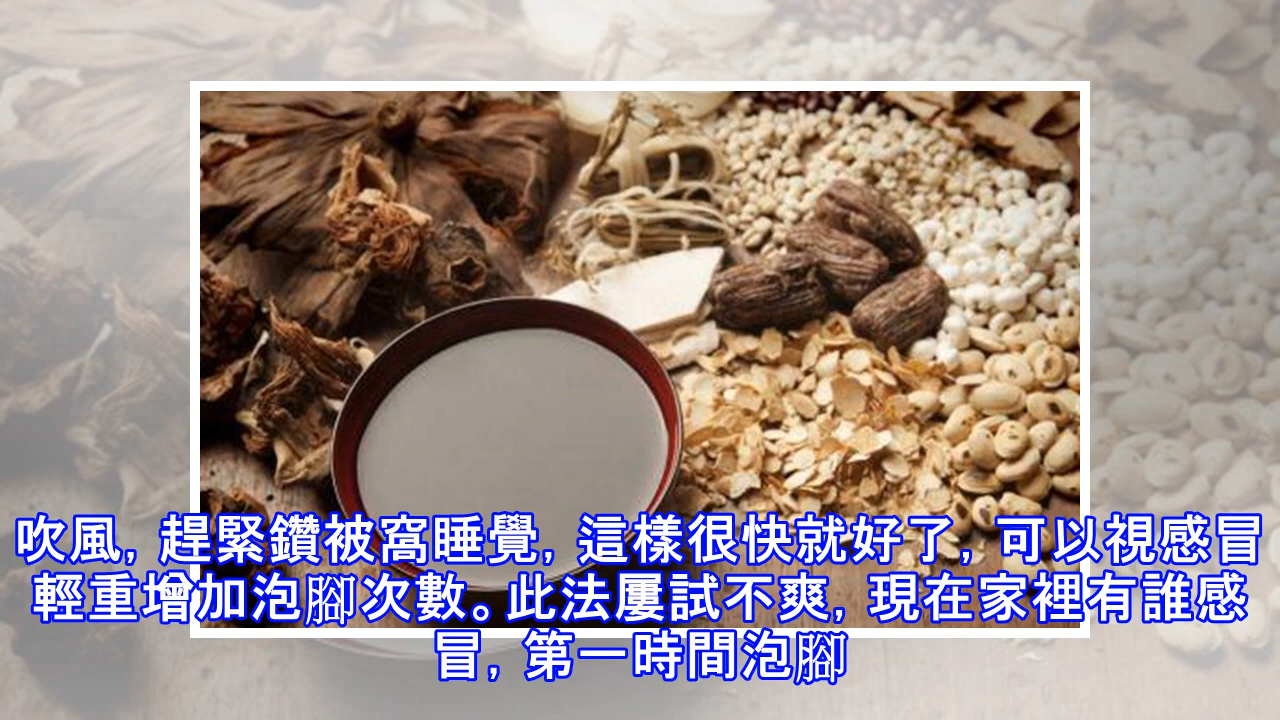 吹風, 趕緊鑽被窩睡覺, 這樣很快就好了, 可以視感冒
輕重增加泡腳次數。此法屢試不爽, 現在家裡有誰感
冒, 第一時間泡腳